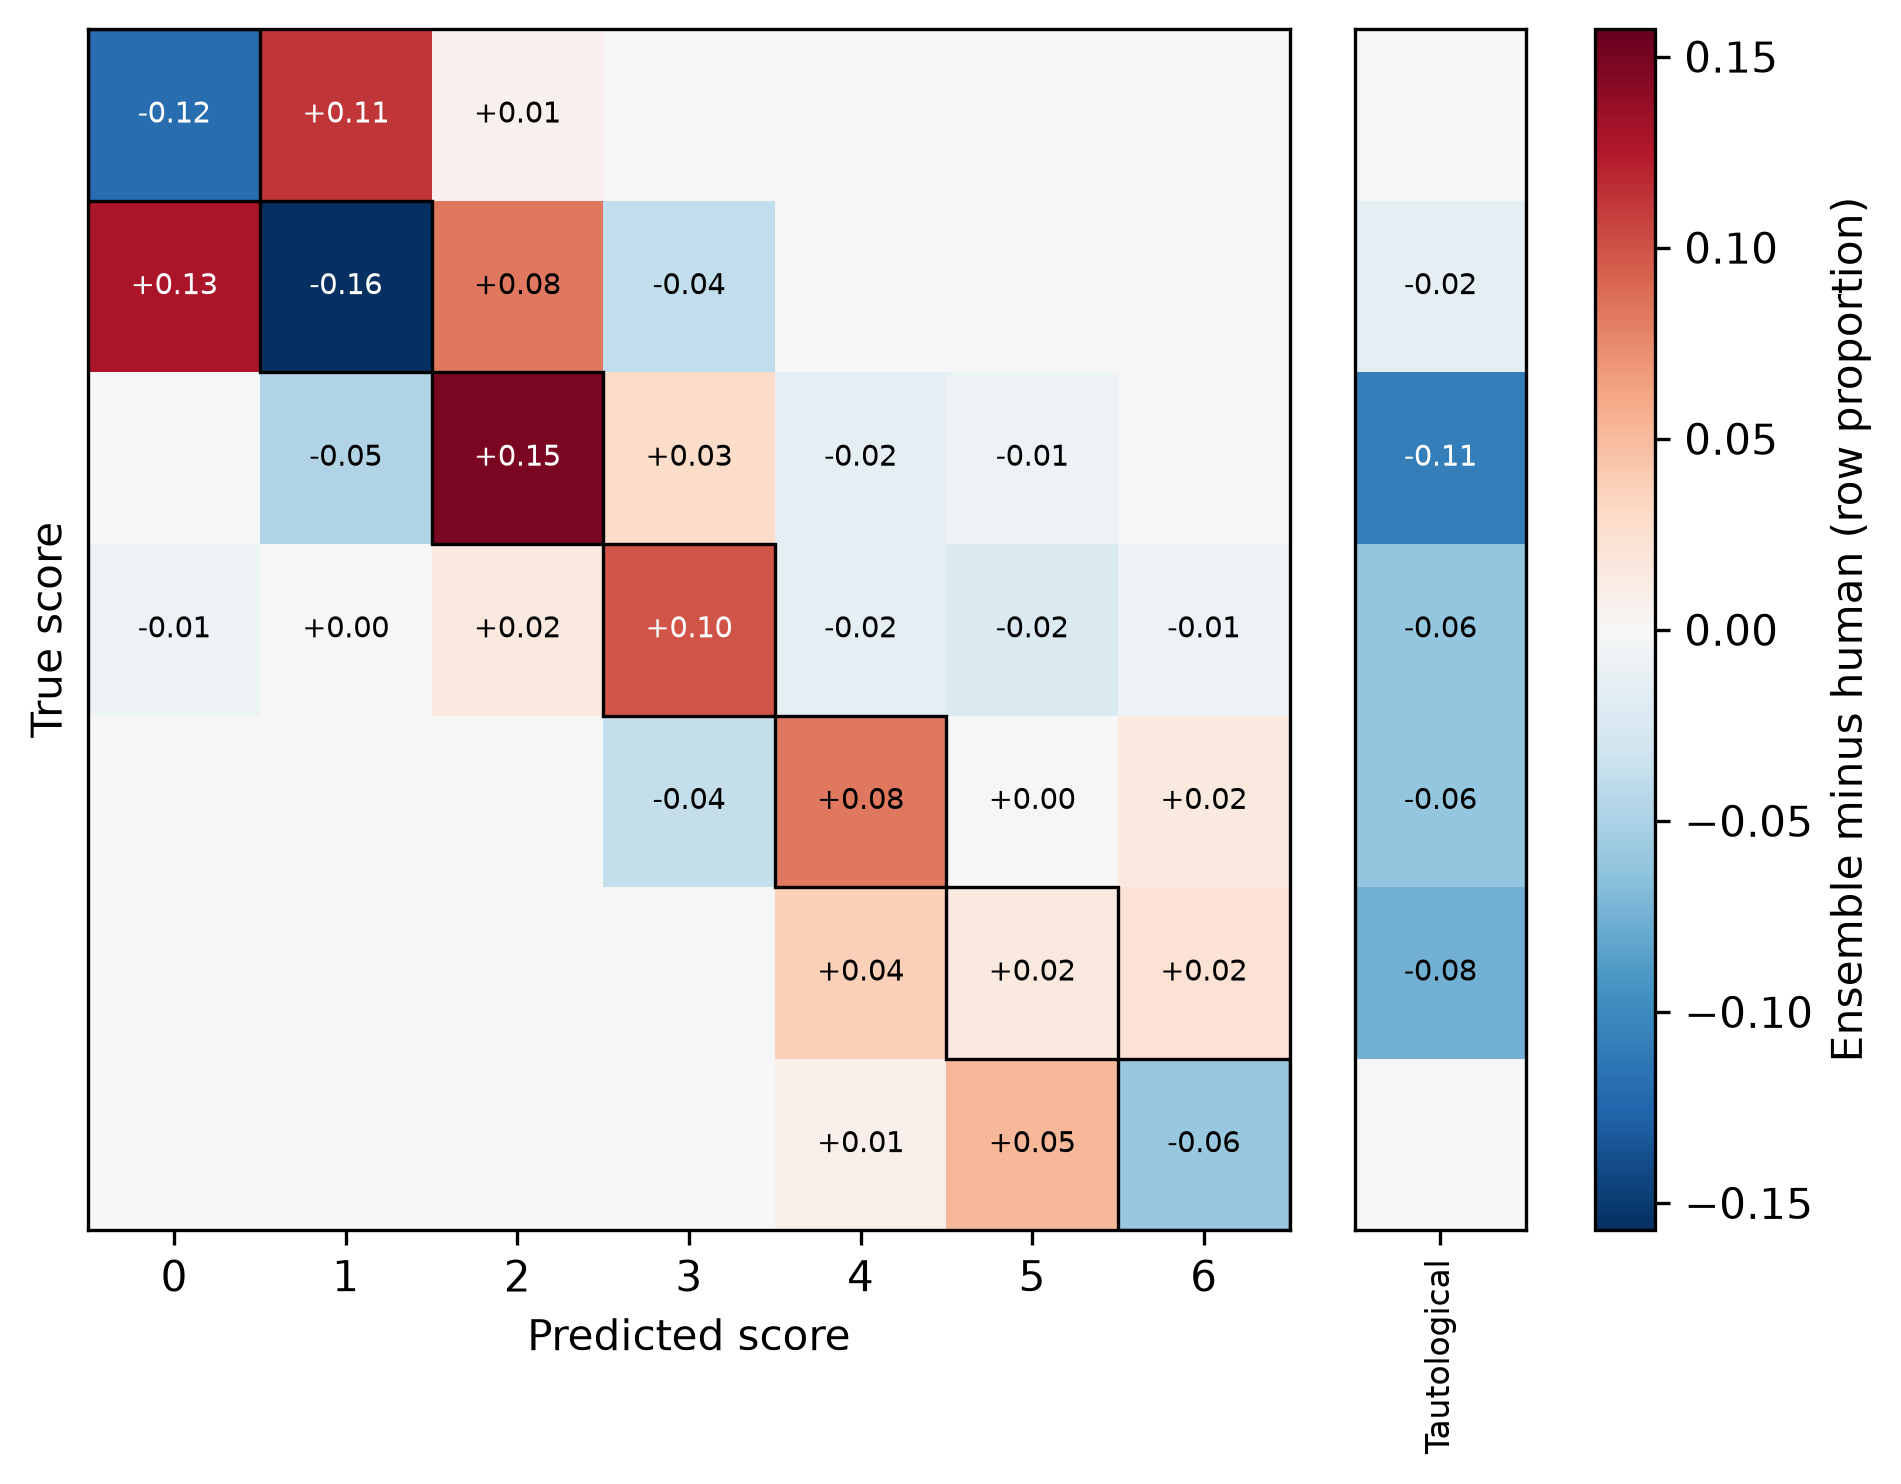 -0.12 +0.11 +0.01
+0.13 -0.16 +0.08 -0.04 -0.02
-0.05 +0.15 +0.03 -0.02 -0.01 -0.11
-0.01 +0.00 +0.02 +0.10 -0.02 -0.02 -0.01 -0.06
-0.04 +0.08 +0.00 +0.02 -0.06
+0.04 +0.02 +0.02 -0.08
+0.01 +0.05 -0.06
True score
0 1 2 3 4 5 6
Predicted score
Tautological
0.15
0.10
0.05
0.00
−0.05
−0.10
−0.15
Ensemble minus human (row proportion)